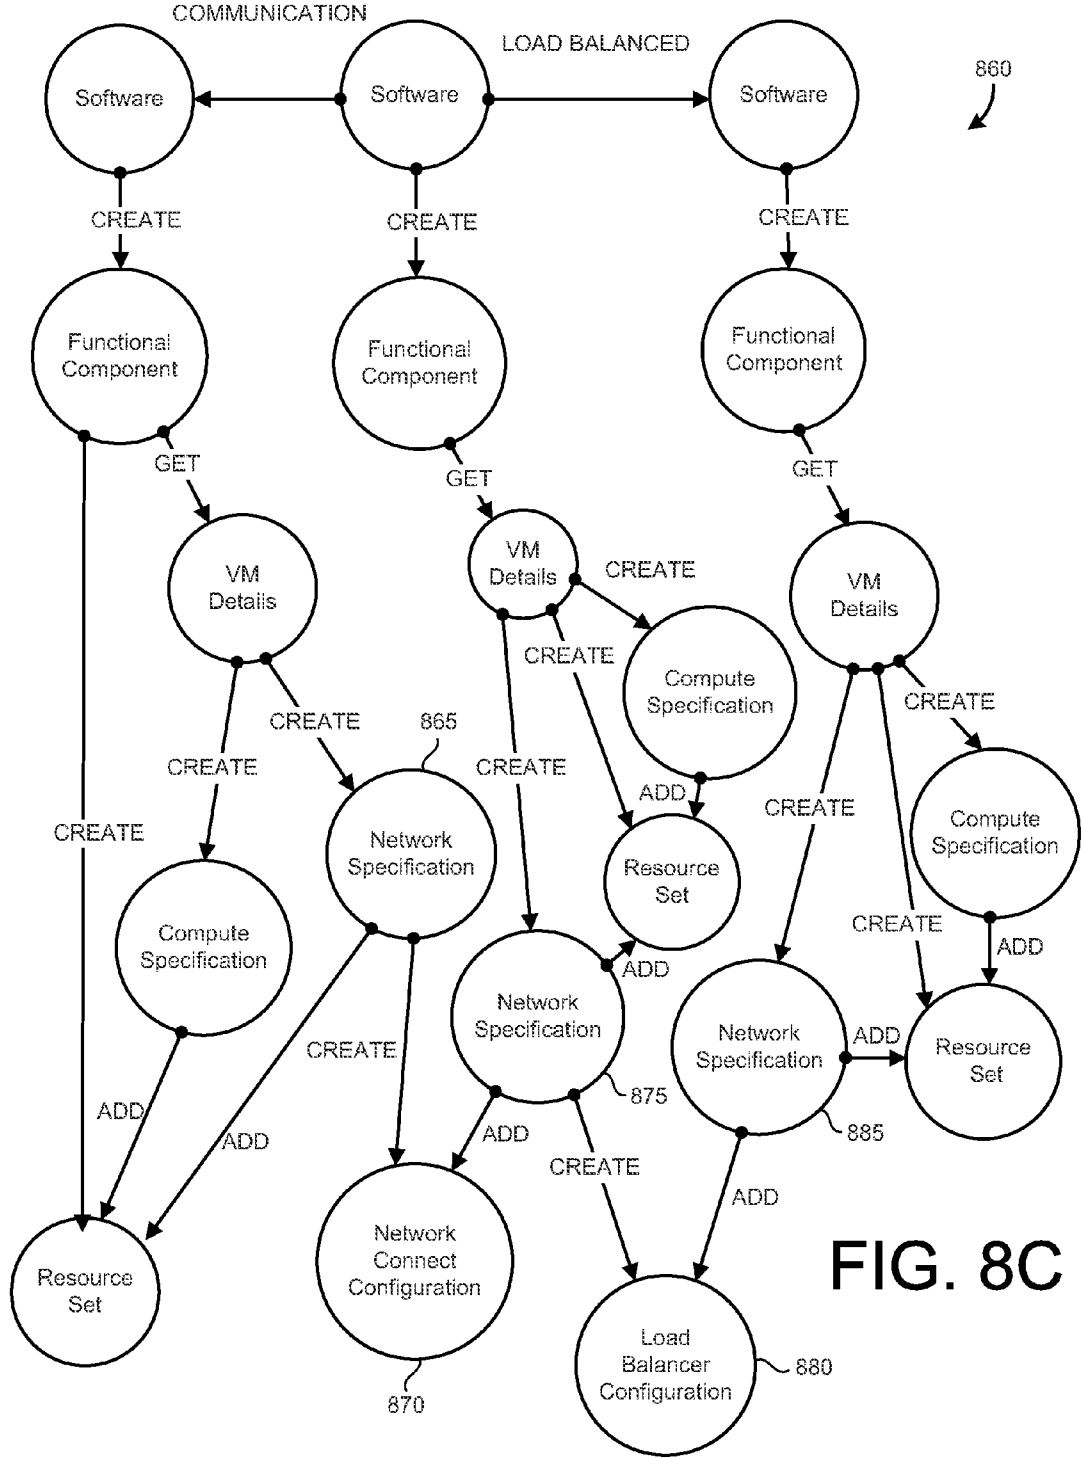 COMMUNICATION
LOAD BALANCED
Software
Software
Software
860
CREATE
CREATE
CREATE
Functional
Component
Functional
Component
Functional
Component
GET
GET
GET
VM
Details
VM
Details
VM
Details
CREATE
CREATE
CREATE
CREATE
CREATE
CREATE
CREATE
CREATE
CREATE
865
Compute
Specification
ADD
Network
Specification
Resource
Set
Compute
Specification
Compute
Specification
CREATE
ADD
ADD
Network
Specification
875
Network
Specification
885
ADD
Resource
Set
CREATE
ADD
ADD
ADD
CREATE
ADD
Resource
Set
Network
Connect
Configuration
870
Load
Balancer
Configuration
880
FIG. 8C